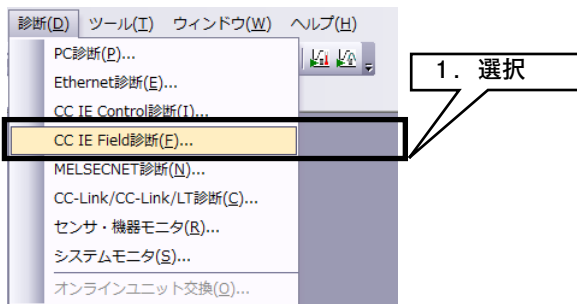 診断(D) ツール(T) ウィンドウ(W) ヘルプ(H)
PC診断(P)...
Ethernet診断(E)...
CC IE Control診断(I)...
CC IE Field診断(F)...
MELSECNET診断(N)...
CC-Link/CC-Link/LT診断(C)...
センサ・機器モニタ(R)...
システムモニタ(S)...
オンラインユニット交換(O)...
1. 選択